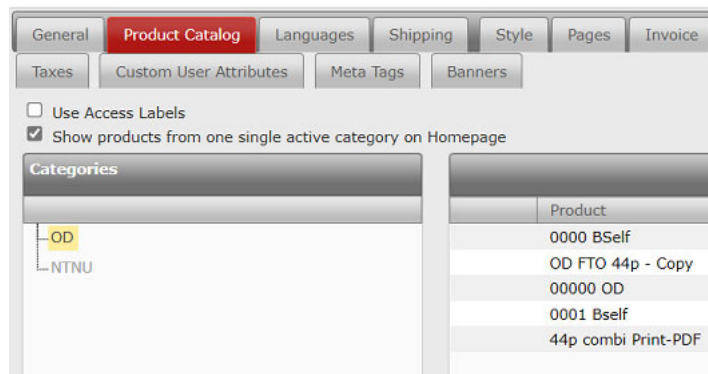 General Product Catalog Languages Shipping Style Pages Invoice
Taxes Custom User Attributes Meta Tags Banners
Use Access Labels
Show products from one single active category on Homepage
Categories
Product
OD
0000 BSelf
NTNU
OD FTO 44p - Copy
00000 OD
0001 Bself
44p combi Print-PDF